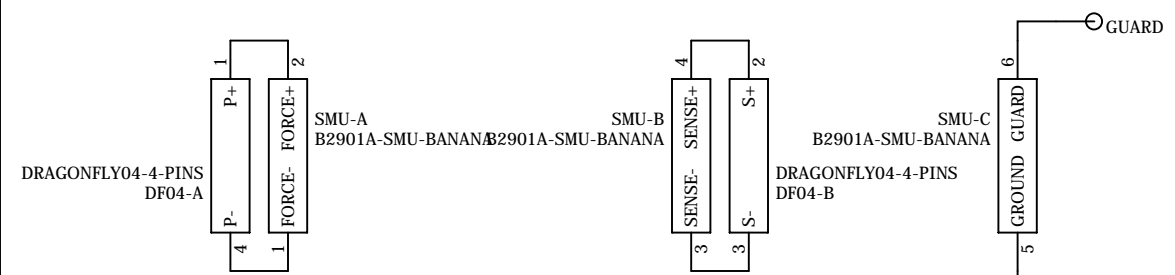 GUARD
1
2
P+
FORCE+
SMU-A
B2901A-SMU-BANANA
DRAGONFLY04-4-PINS
DF04-A
P-
FORCE-
4
1
4
2
SENSE+
S+
SMU-B
B2901A-SMU-BANANA
DRAGONFLY04-4-PINS
DF04-B
SENSE-
S-
3
3
6
GUARD
SMU-C
B2901A-SMU-BANANA
GROUND
5